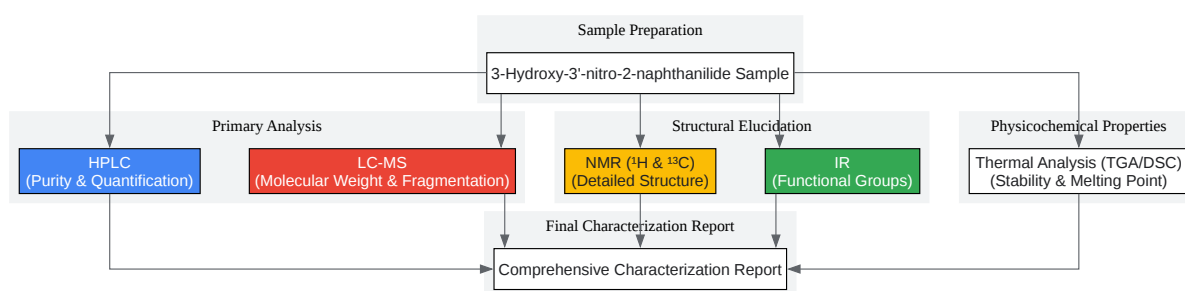 Sample Preparation
3-Hydroxy-3'-nitro-2-naphthanilide Sample
Primary Analysis
Structural Elucidation
Physicochemical Properties
HPLC
(Purity & Quantification)
LC-MS
(Molecular Weight & Fragmentation)
NMR (¹H & ¹³C)
(Detailed Structure)
IR
(Functional Groups)
Thermal Analysis (TGA/DSC)
(Stability & Melting Point)
Final Characterization Report
Comprehensive Characterization Report